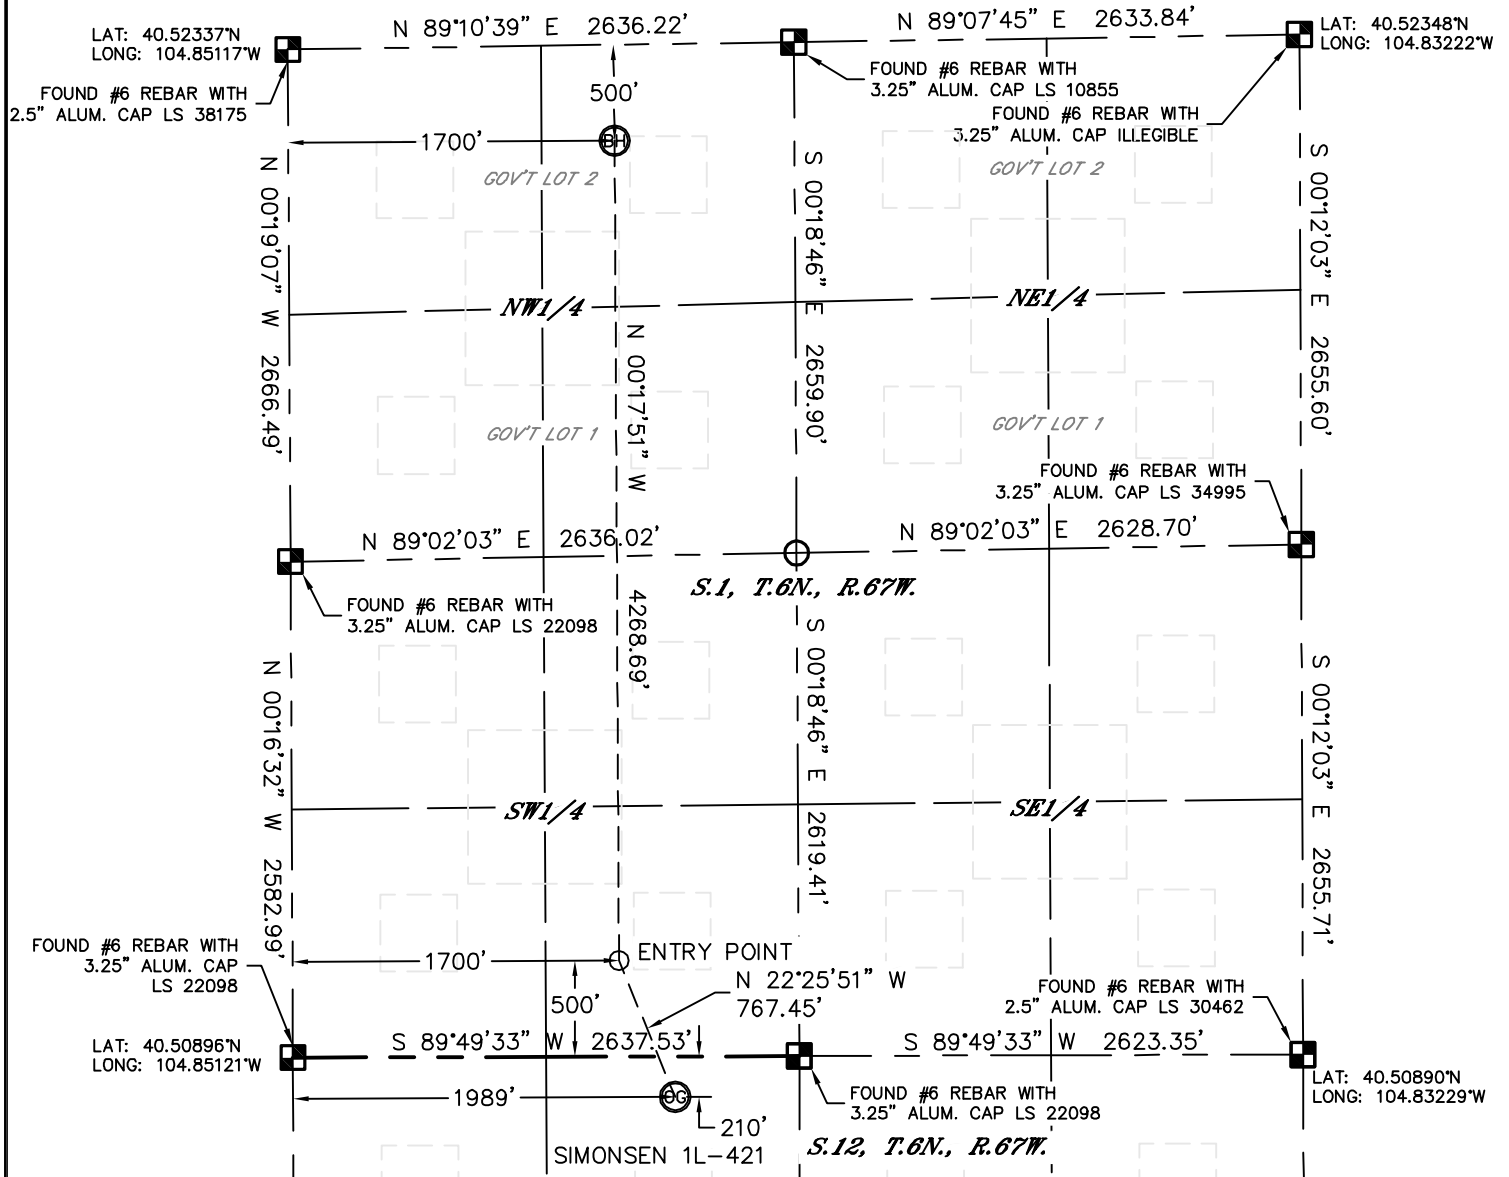 N 89°10'39" E 2636.22'
N 89°07'45" E 2633.84'
LAT: 40.52337°N
LONG: 104.85117°W
LAT: 40.52348°N
LONG: 104.83222°W
FOUND #6 REBAR WITH
2.5" ALUM. CAP LS 38175
500'
FOUND #6 REBAR WITH
3.25" ALUM. CAP LS 10855
FOUND #6 REBAR WITH
3.25" ALUM. CAP ILLEGIBLE
1700'
BH
GOV'T LOT 2
GOV'T LOT 2
N 00°19'07" W 2666.49'
S 00°18'46" E 2659.90'
S 00°12'03" E 2655.60'
NW1/4
NE1/4
N 00°17'51" W 4268.69'
GOV'T LOT 1
GOV'T LOT 1
FOUND #6 REBAR WITH
3.25" ALUM. CAP LS 34995
N 89°02'03" E 2636.02'
N 89°02'03" E 2628.70'
S.1, T.6N., R.67W.
FOUND #6 REBAR WITH
3.25" ALUM. CAP LS 22098
N 00°16'32" W 2582.99'
S 00°18'46" E 2619.41'
S 00°12'03" E 2655.71'
SW1/4
SE1/4
FOUND #6 REBAR WITH
3.25" ALUM. CAP
LS 22098
1700'
ENTRY POINT
N 22°25'51" W
767.45'
500'
FOUND #6 REBAR WITH
2.5" ALUM. CAP LS 30462
S 89°49'33" W 2637.53'
S 89°49'33" W 2623.35'
LAT: 40.50896°N
LONG: 104.85121°W
LAT: 40.50890°N
LONG: 104.83229°W
1989'
OG
FOUND #6 REBAR WITH
3.25" ALUM. CAP LS 22098
210'
SIMONSEN 1L-421
S.12, T.6N., R.67W.